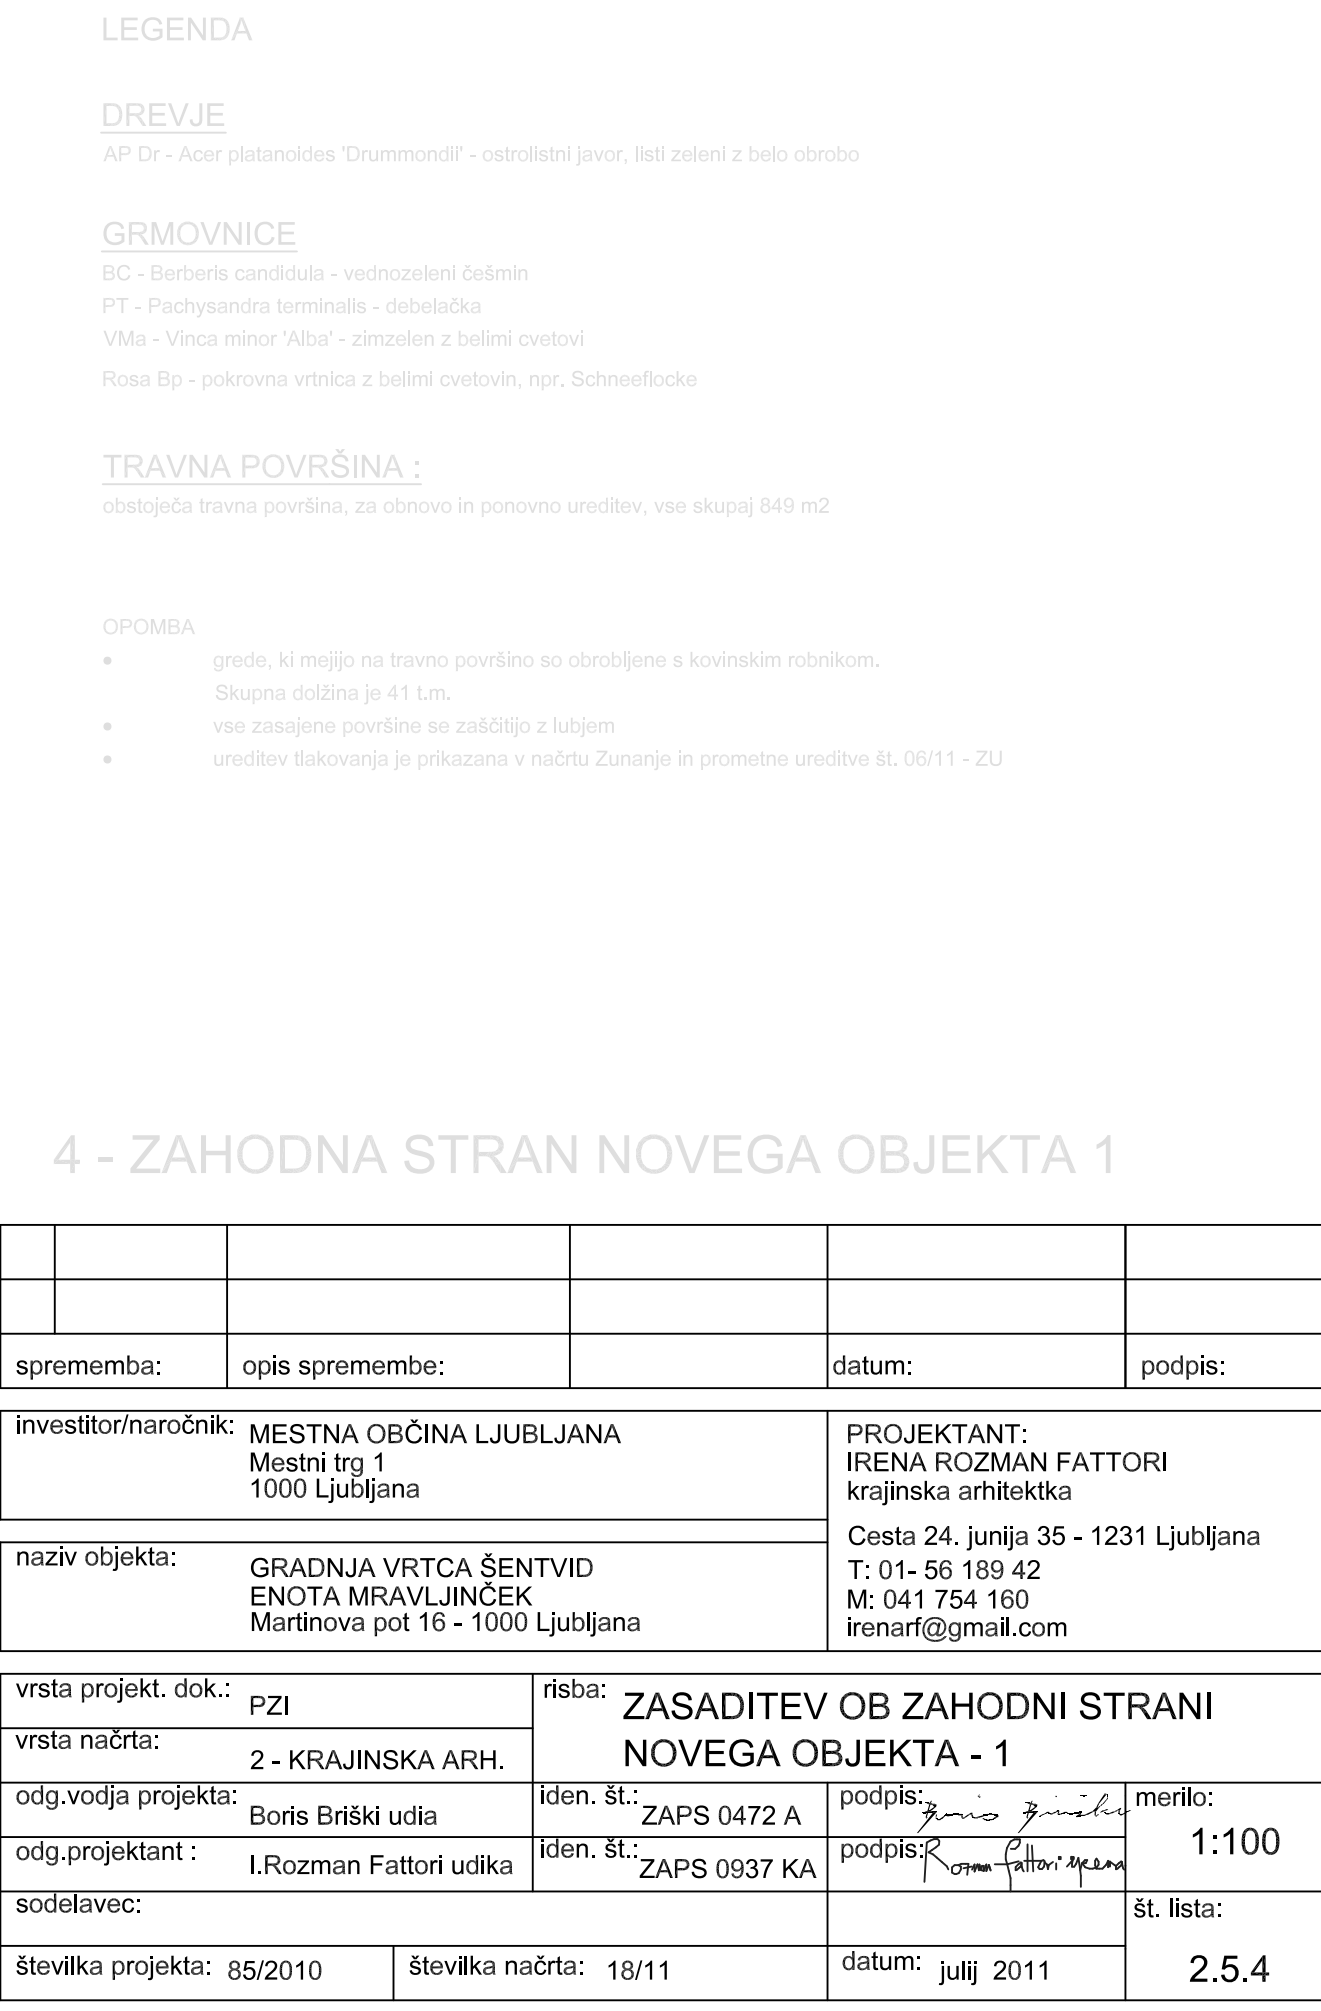 LEGENDA
DREVJE
AP Dr - Acer platanoides 'Drummondii' - ostrolistni javor, listi zeleni z belo obrobo
GRMOVNICE
BC - Berberis candidula - vednozeleni češmin
PT - Pachysandra terminalis - debelačka
VMa - Vinca minor 'Alba' - zimzelen z belimi cvetovi
Rosa Bp - pokrovna vrtnica z belimi cvetovin, npr. Schneeflocke
TRAVNA POVRŠINA :
obstoječa travna površina, za obnovo in ponovno ureditev, vse skupaj 849 m2
OPOMBA
• grede, ki mejijo na travno površino so obrobljene s kovinskim robnikom.
Skupna dolžina je 41 t.m.
• vse zasajene površine se zaščitijo z lubjem
• ureditev tlakovanja je prikazana v načrtu Zunanje in prometne ureditve št. 06/11 - ZU
4 - ZAHODNA STRAN NOVEGA OBJEKTA 1
sprememba: opis spremembe: datum: podpis:
investitor/naročnik: MESTNA OBČINA LJUBLJANA
Mestni trg 1
1000 Ljubljana
PROJEKTANT:
IRENA ROZMAN FATTORI
krajinska arhitektka
Cesta 24. junija 35 - 1231 Ljubljana
T: 01- 56 189 42
M: 041 754 160
irenarf@gmail.com
naziv objekta: GRADNJA VRTCA ŠENTVID
ENOTA MRAVLJINČEK
Martinova pot 16 - 1000 Ljubljana
vrsta projekt. dok.: PZI
vrsta načrta: 2 - KRAJINSKA ARH.
risba: ZASADITEV OB ZAHODNI STRANI
NOVEGA OBJEKTA - 1
odg.vodja projekta: Boris Briški udia iden. št.: ZAPS 0472 A podpis: Boris Briški
odg.projektant : I.Rozman Fattori udika iden. št.: ZAPS 0937 KA podpis: Rozman Fattori Irena
merilo:
1:100
sodelavec:
št. lista:
2.5.4
številka projekta: 85/2010 številka načrta: 18/11 datum: julij 2011